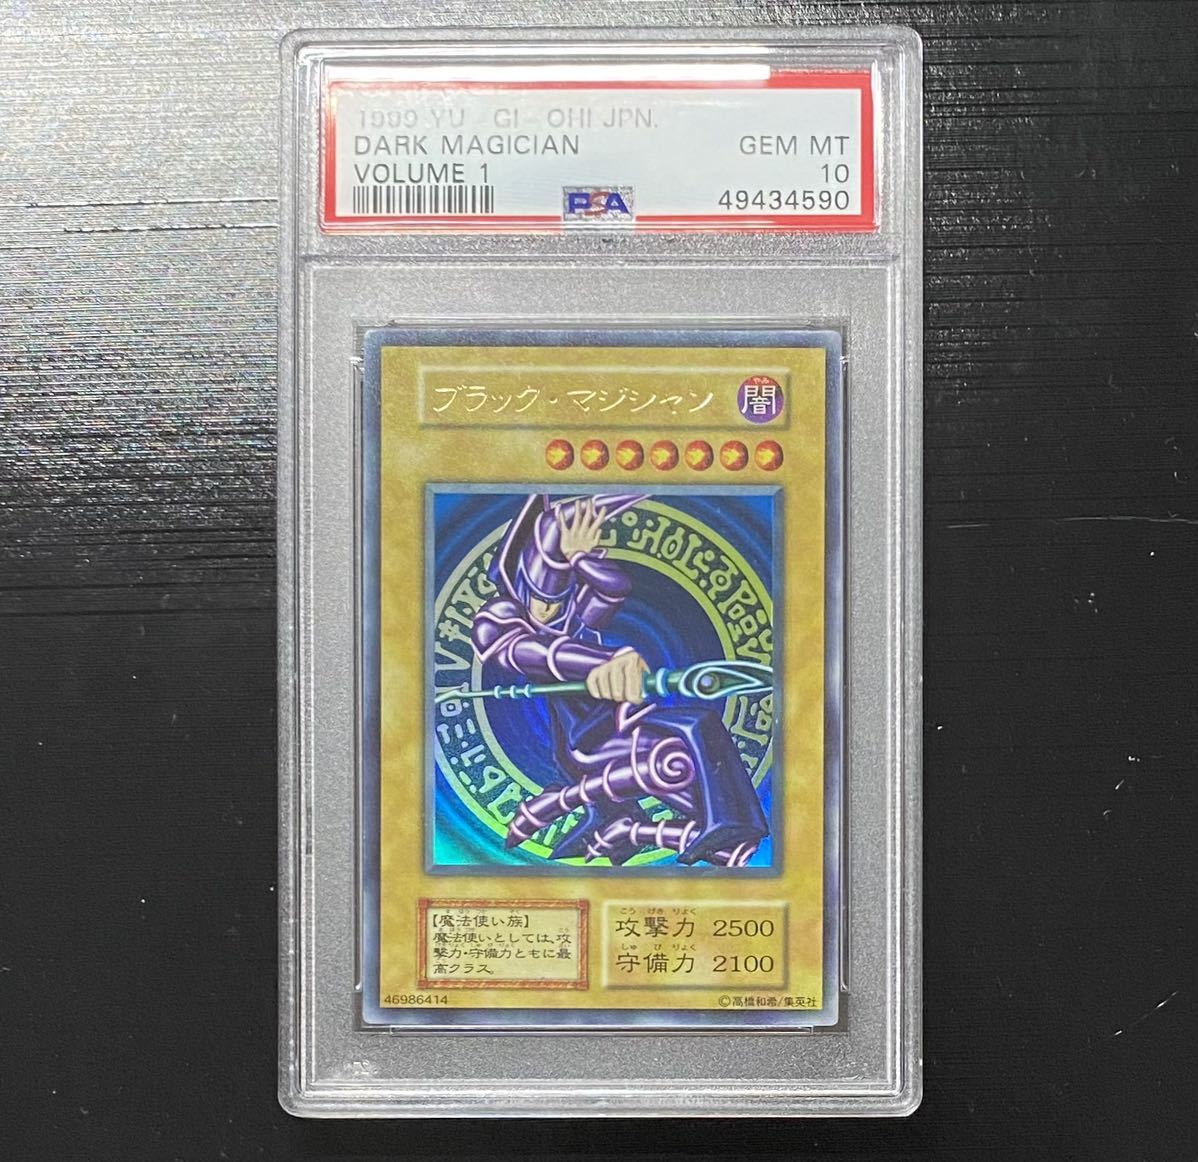 1999 YU-GI-OH! JPN.
DARK MAGICIAN GEM MT
VOLUME 1 10
PSA 49434590
ブラック・マジシャン
やみ
闇
【魔法使い族】
魔法使いとしては、攻
撃力・守備力ともに最
高クラス。
こう げき りょく
攻撃力 2500
しゅ び りょく
守備力 2100
46986414
©高橋和希/集英社